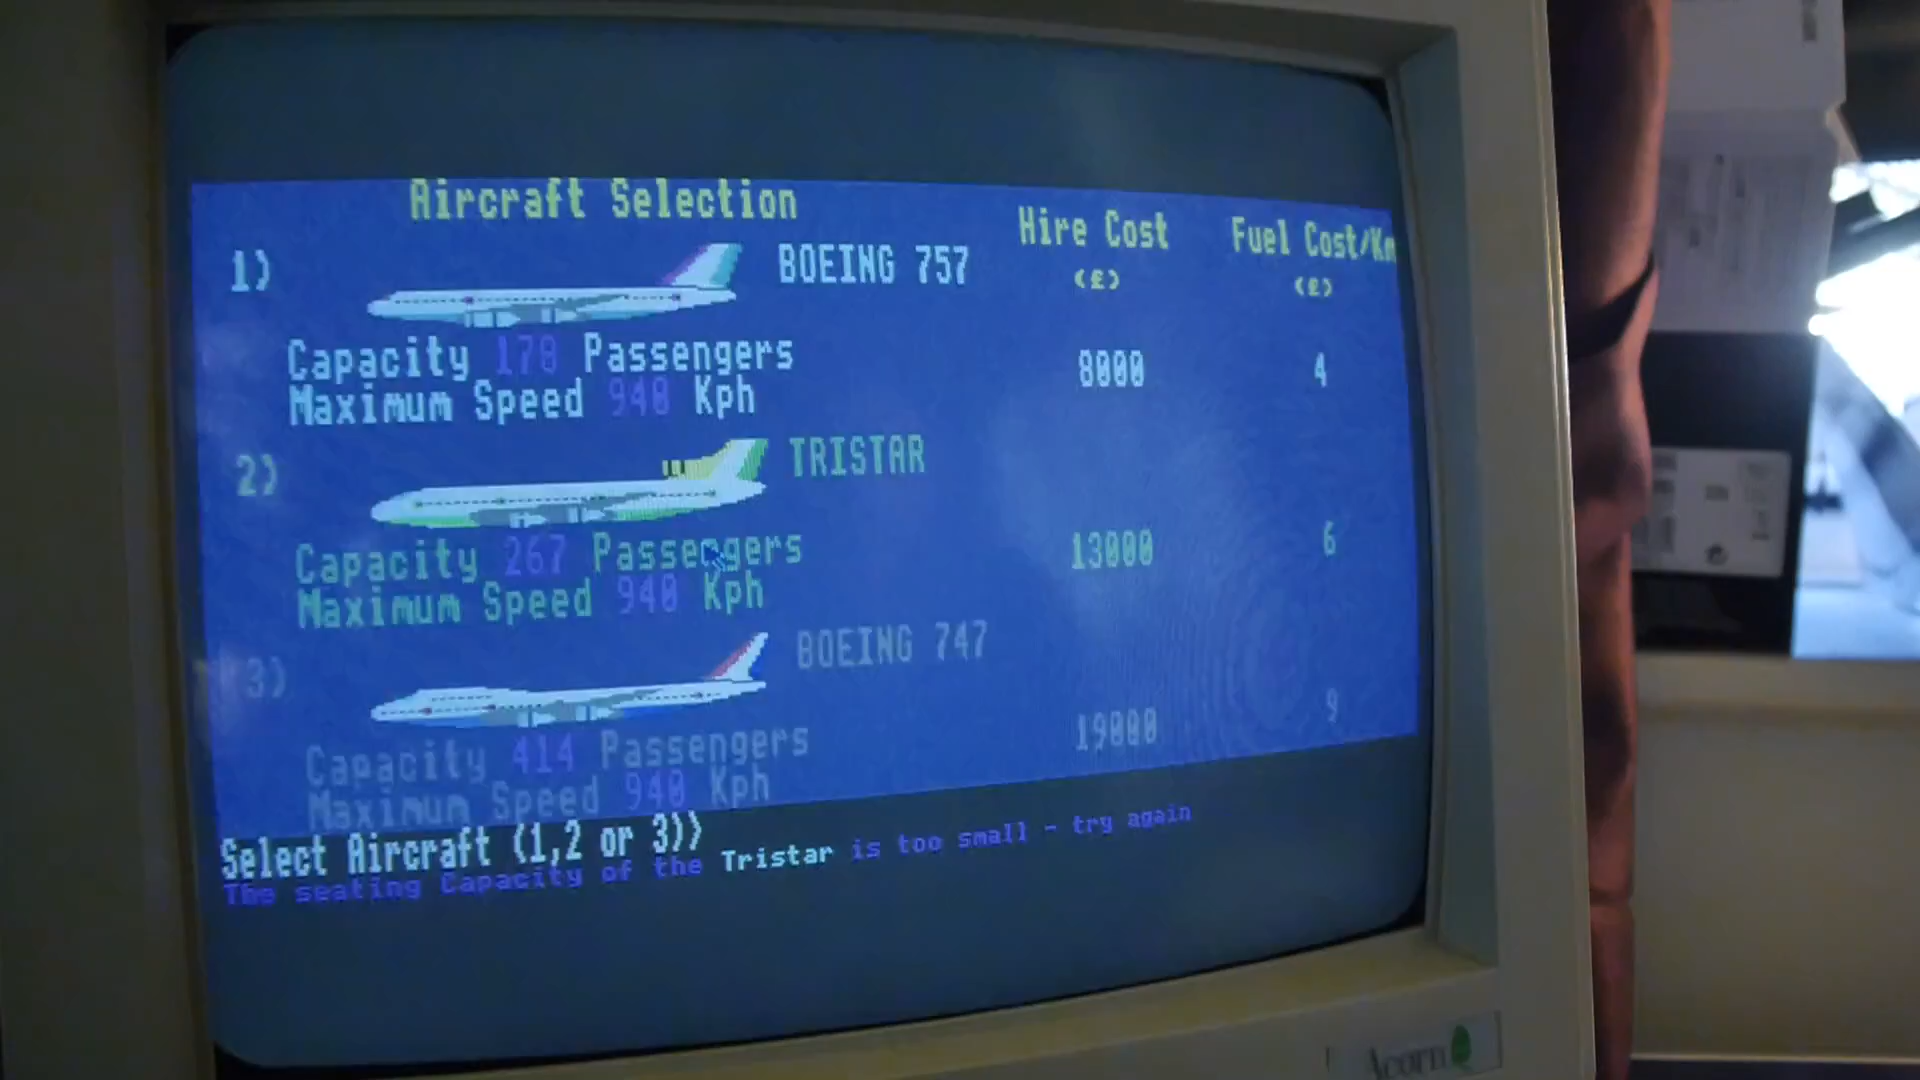 Aircraft Selection
Hire Cost
Fuel Cost/Km
(£)
(£)
1)
BOEING 757
Capacity 178 Passengers
8000
4
Maximum Speed 940 Kph
2)
TRISTAR
Capacity 267 Passengers
13000
6
Maximum Speed 940 Kph
3)
BOEING 747
Capacity 414 Passengers
19000
9
Maximum Speed 940 Kph
Select Aircraft (1,2 or 3))
The seating Capacity of the Tristar is too small - try again
Acorn